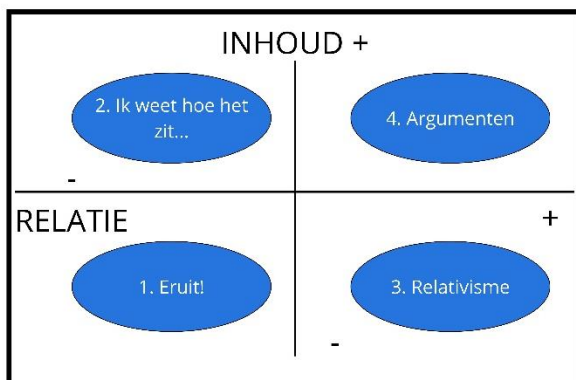 INHOUD +
2. Ik weet hoe het
zit...
4. Argumenten
-
RELATIE
+
1. Eruit!
3. Relativisme
-